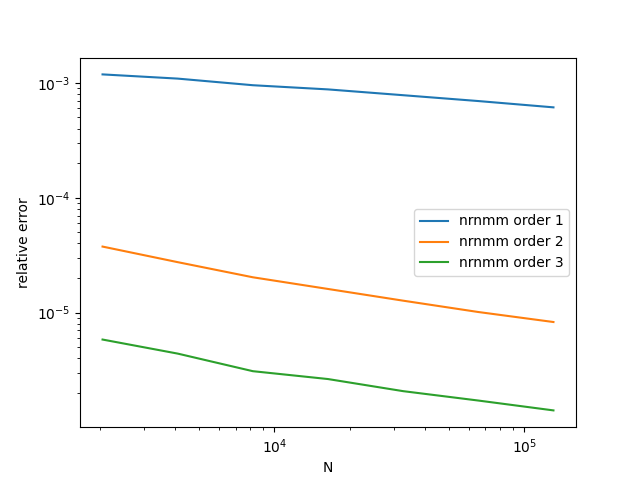 10⁻³
10⁻⁴
10⁻⁵
relative error
nrnmm order 1
nrnmm order 2
nrnmm order 3
10⁴
10⁵
N